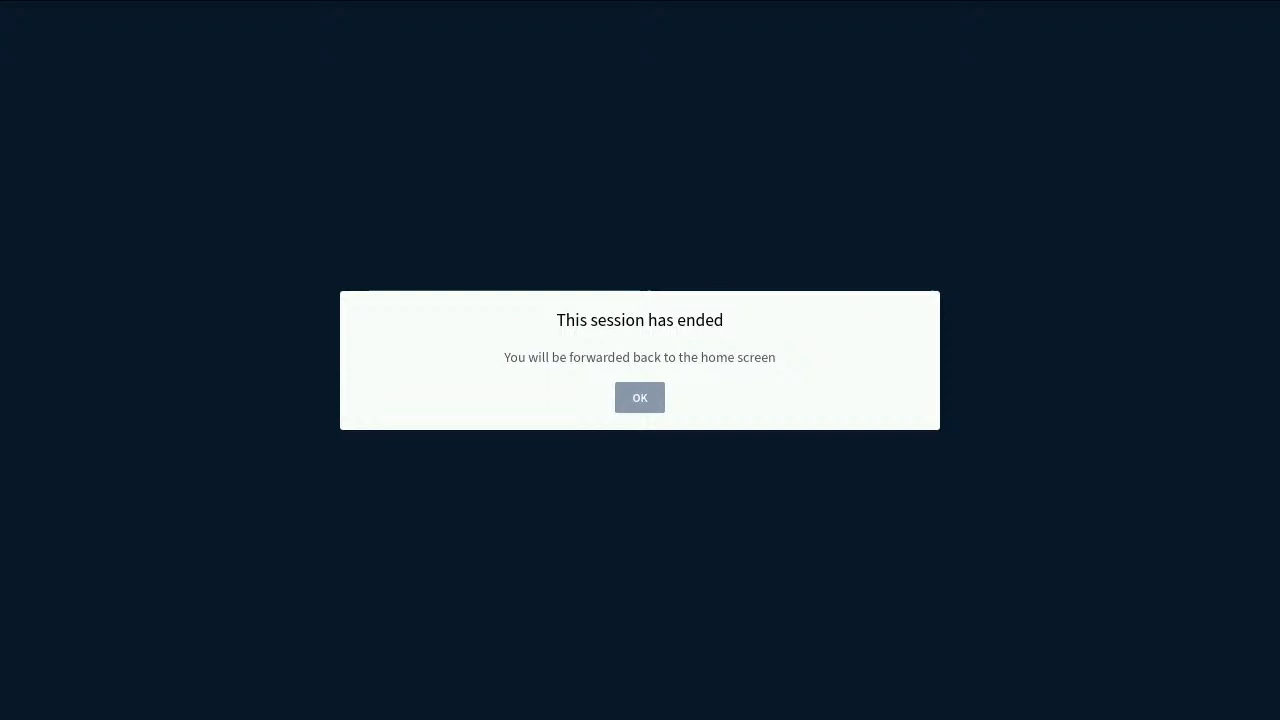 This session has ended
You will be forwarded back to the home screen
OK